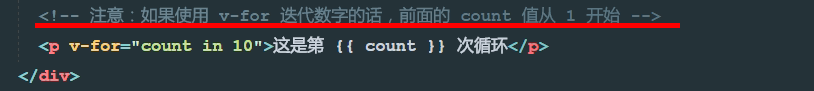 <!-- 注意：如果使用 v-for 迭代数字的话，前面的 count 值从 1 开始 -->
<p v-for="count in 10">这是第 {{ count }} 次循环</p>
</div>